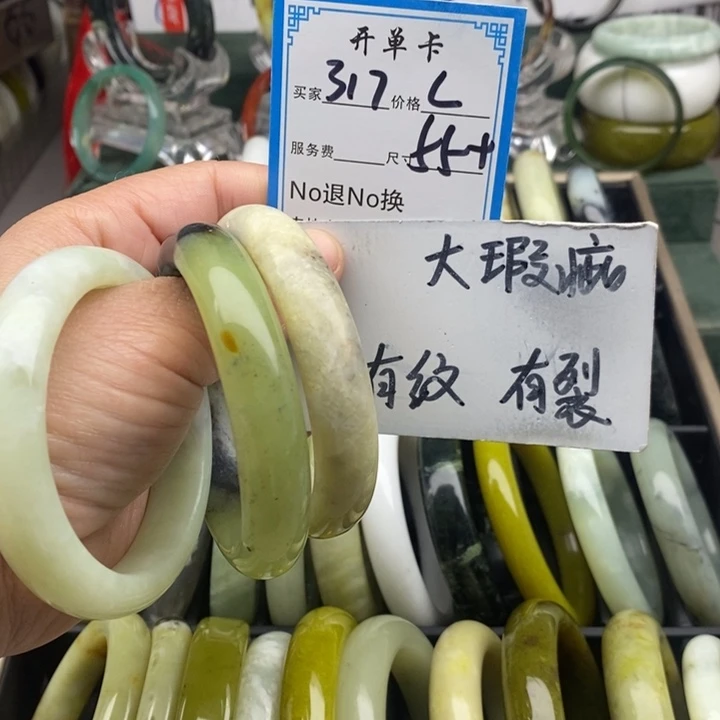 开单卡
买家 317 价格 L
服务费 尺寸 55+
No退No换
大瑕疵
有纹 有裂